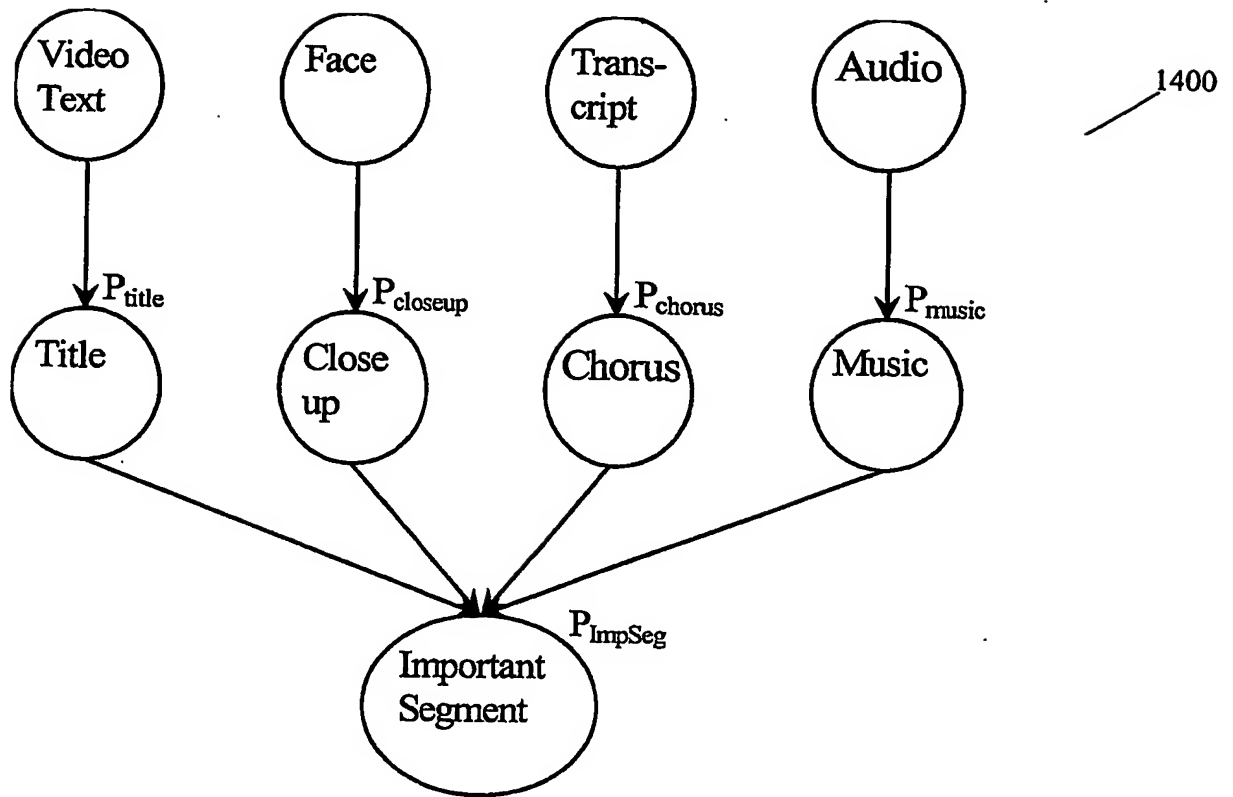 Video
Text
Face
Trans-
cript
Audio
1400
P_title
P_closeup
P_chorus
P_music
Title
Close
up
Chorus
Music
P_ImpSeg
Important
Segment